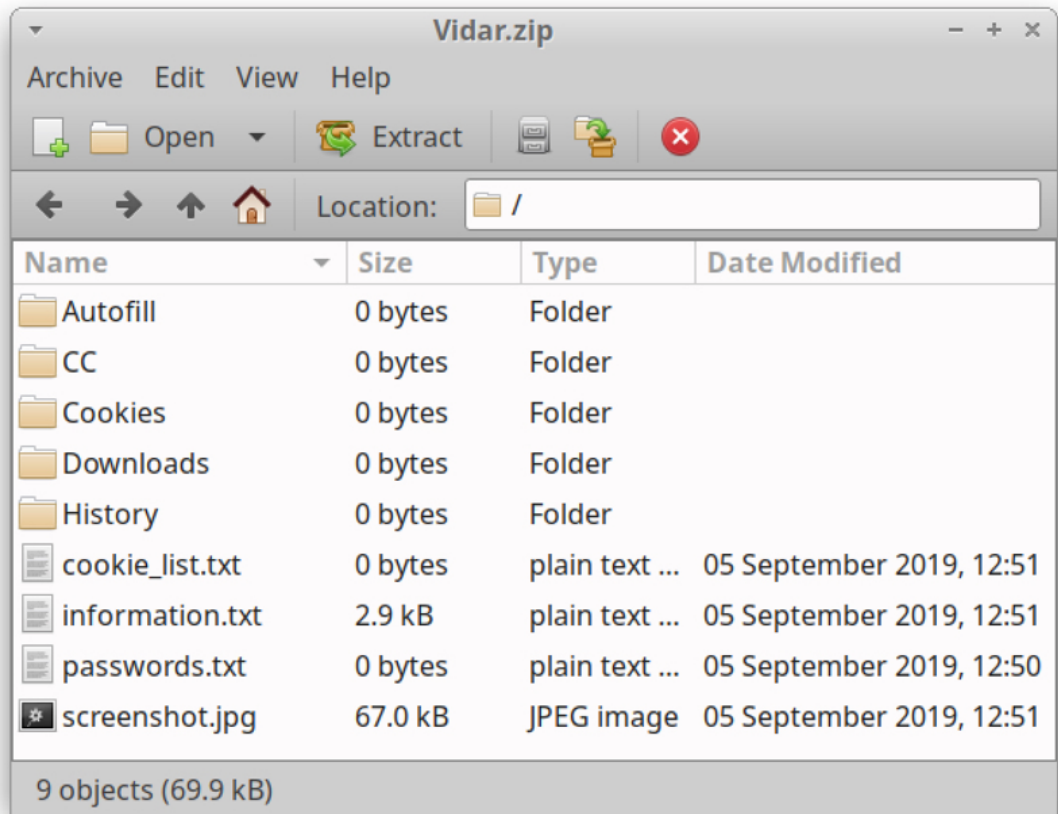 Vidar.zip
Archive Edit View Help
Open Extract
Location: /
Name Size Type Date Modified
Autofill 0 bytes Folder
CC 0 bytes Folder
Cookies 0 bytes Folder
Downloads 0 bytes Folder
History 0 bytes Folder
cookie_list.txt 0 bytes plain text ... 05 September 2019, 12:51
information.txt 2.9 kB plain text ... 05 September 2019, 12:51
passwords.txt 0 bytes plain text ... 05 September 2019, 12:50
screenshot.jpg 67.0 kB JPEG image 05 September 2019, 12:51
9 objects (69.9 kB)